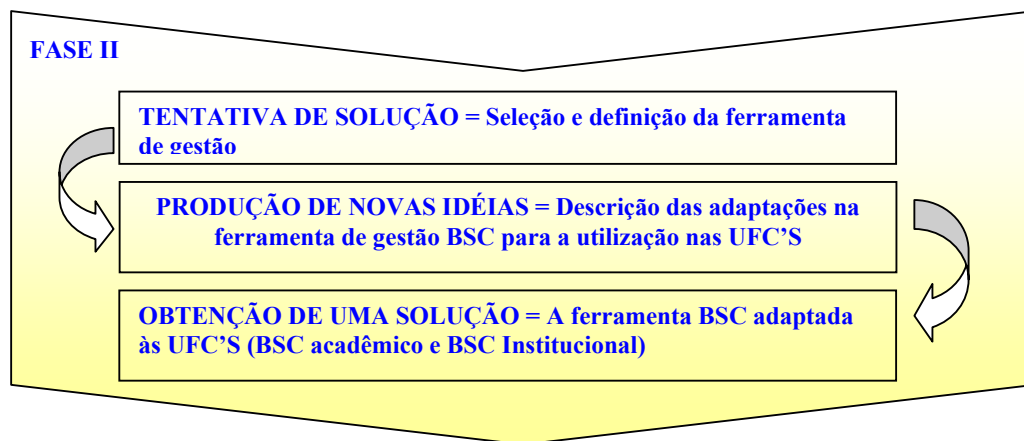 FASE II
TENTATIVA DE SOLUÇÃO = Seleção e definição da ferramenta
de gestão
PRODUÇÃO DE NOVAS IDÉIAS = Descrição das adaptações na
ferramenta de gestão BSC para a utilização nas UFC’S
OBTENÇÃO DE UMA SOLUÇÃO = A ferramenta BSC adaptada
às UFC’S (BSC acadêmico e BSC Institucional)